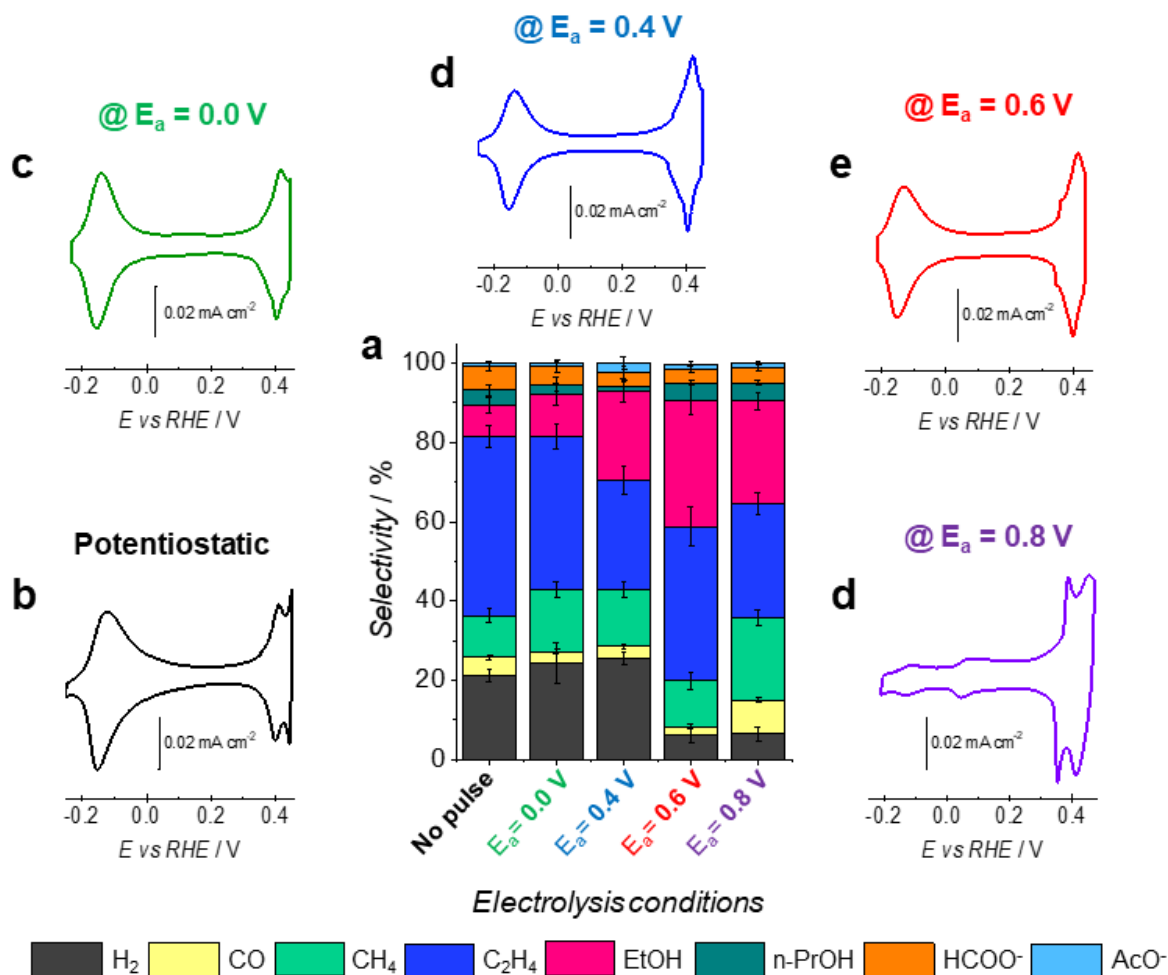 @ Eₐ = 0.4 V
d
0.02 mA cm⁻²
-0.2 0.0 0.2 0.4
E vs RHE / V
@ Eₐ = 0.0 V
c
0.02 mA cm⁻²
-0.2 0.0 0.2 0.4
E vs RHE / V
@ Eₐ = 0.6 V
e
0.02 mA cm⁻²
-0.2 0.0 0.2 0.4
E vs RHE / V
Potentiostatic
b
0.02 mA cm⁻²
-0.2 0.0 0.2 0.4
E vs RHE / V
a
Selectivity / %
100
80
60
40
20
0
No pulse
Eₐ= 0.0 V
Eₐ= 0.4 V
Eₐ= 0.6 V
Eₐ= 0.8 V
Electrolysis conditions
@ Eₐ = 0.8 V
d
0.02 mA cm⁻²
-0.2 0.0 0.2 0.4
E vs RHE / V
H₂ CO CH₄ C₂H₄ EtOH n-PrOH HCOO⁻ AcO⁻